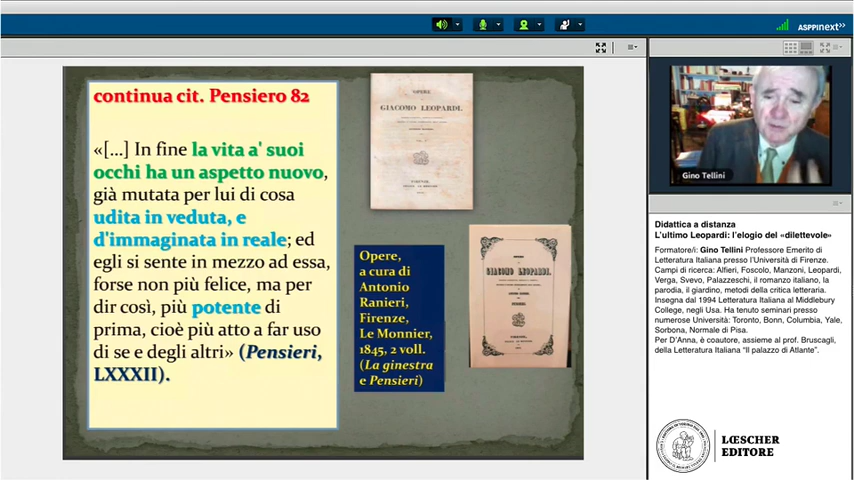 ASPPInext>>
continua cit. Pensiero 82
«[...] In fine la vita a' suoi
occhi ha un aspetto nuovo,
già mutata per lui di cosa
udita in veduta, e
d'immaginata in reale; ed
egli si sente in mezzo ad essa,
forse non più felice, ma per
dir così, più potente di
prima, cioè più atto a far uso
di se e degli altri» (Pensieri,
LXXXII).
OPERE
GIACOMO LEOPARDI.
FIRENZE.
Opere,
a cura di
Antonio
Ranieri,
Firenze,
Le Monnier,
1845, 2 voll.
(La ginestra
e Pensieri)
OPERE
GIACOMO LEOPARDI.
FIRENZE.
Gino Tellini
Didattica a distanza
L'ultimo Leopardi: l'elogio del «dilettevole»
Formatore/i: Gino Tellini Professore Emerito di
Letteratura Italiana presso l'Università di Firenze.
Campi di ricerca: Alfieri, Foscolo, Manzoni, Leopardi,
Verga, Svevo, Palazzeschi, il romanzo italiano, la
parodia, il giardino, metodi della critica letteraria.
Insegna dal 1994 Letteratura Italiana al Middlebury
College, negli Usa. Ha tenuto seminari presso
numerose Università: Toronto, Bonn, Columbia, Yale,
Sorbona, Normale di Pisa.
Per D'Anna, è coautore, assieme al prof. Bruscagli,
della Letteratura Italiana "Il palazzo di Atlante".
LŒSCHER
EDITORE